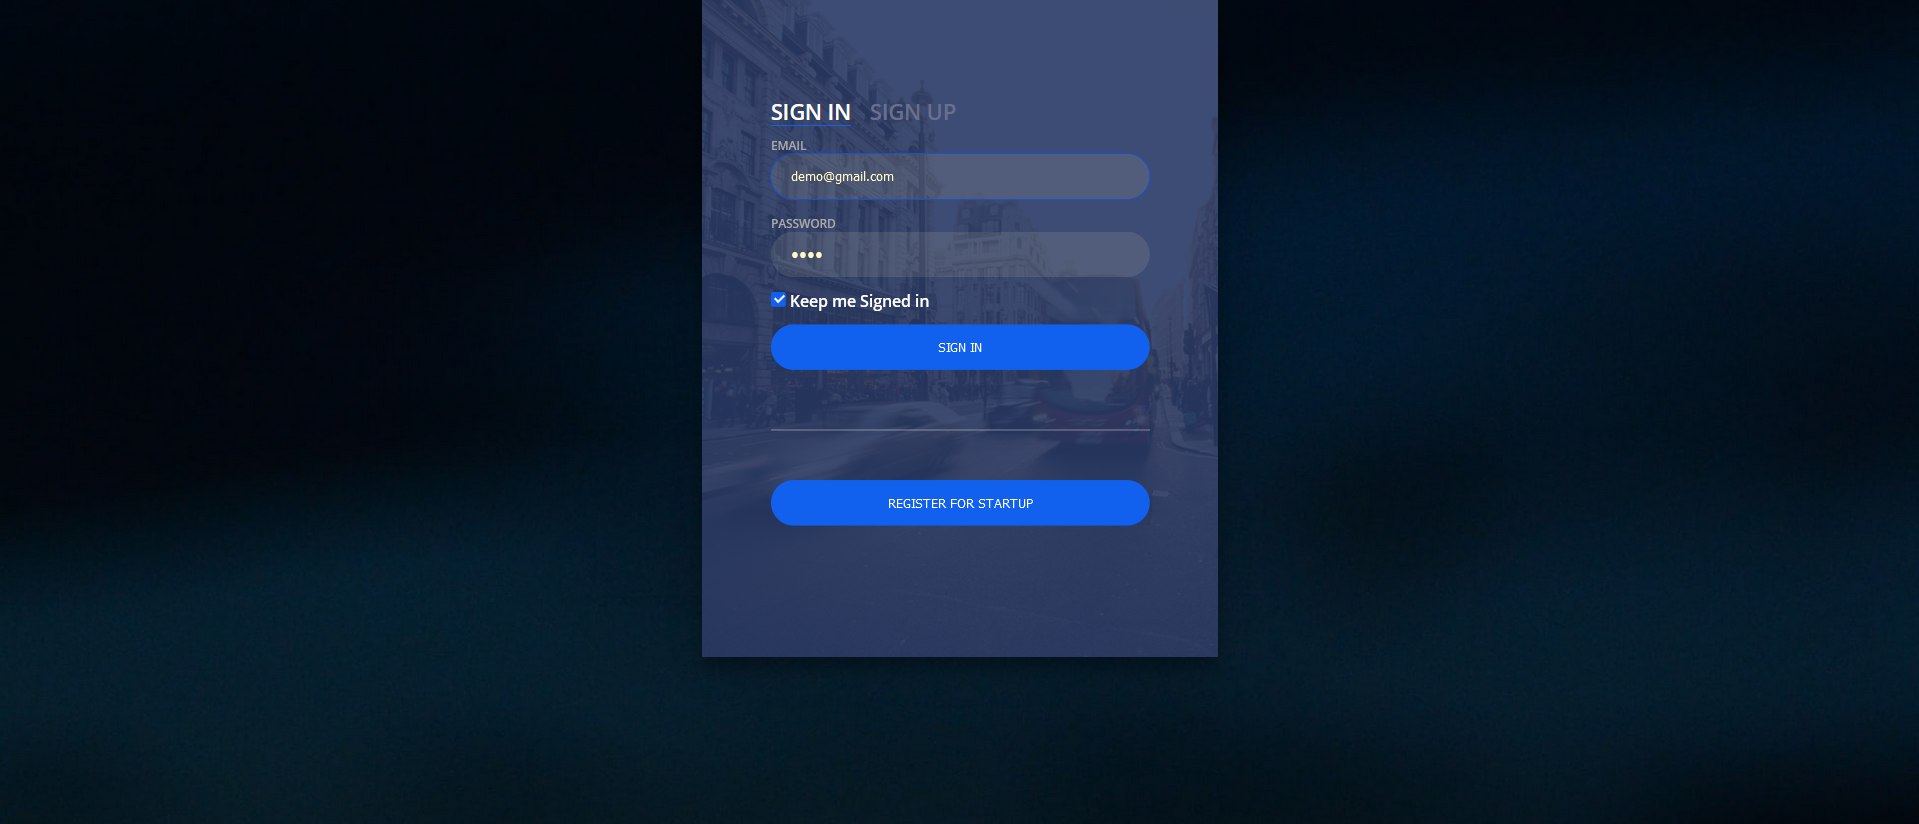 SIGN IN SIGN UP
EMAIL
demo@gmail.com
PASSWORD
••••
Keep me Signed in
SIGN IN
REGISTER FOR STARTUP